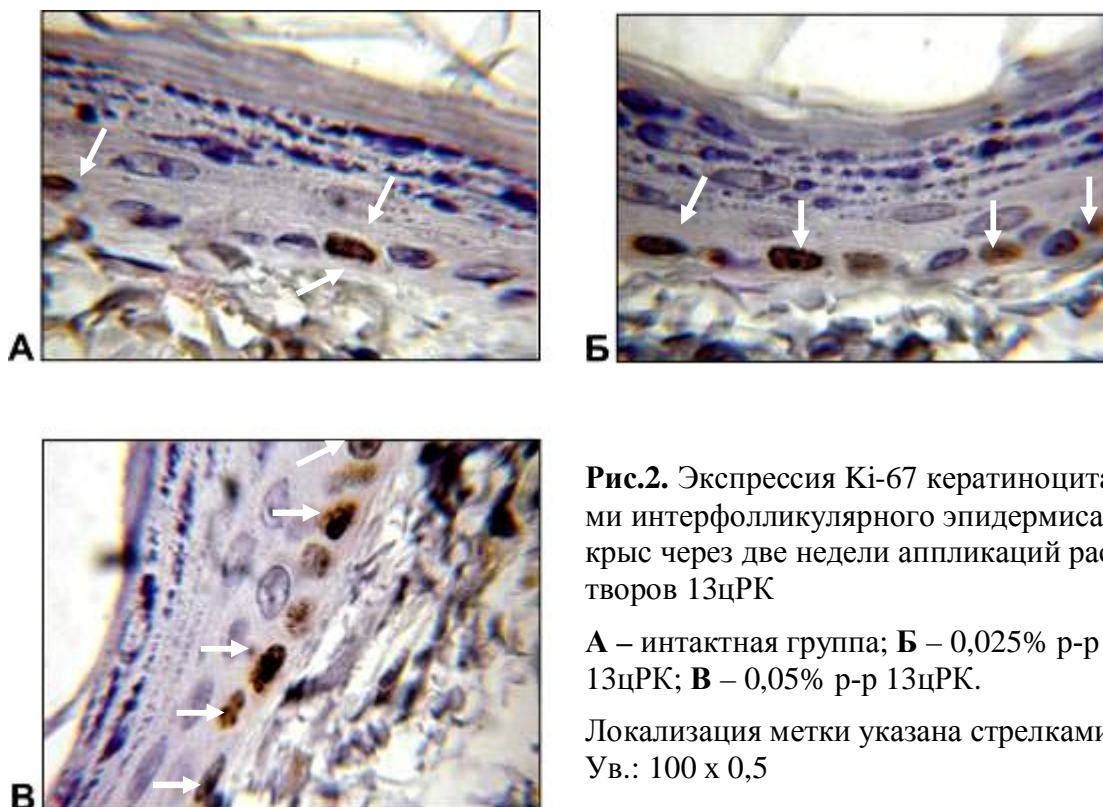 А
Б
В
Рис.2. Экспрессия Ki-67 кератиноцита
ми интерфолликулярного эпидермиса
крыс через две недели аппликаций рас
творов 13цРК
А – интактная группа; Б – 0,025% р-р
13цРК; В – 0,05% р-р 13цРК.
Локализация метки указана стрелками
Ув.: 100 x 0,5